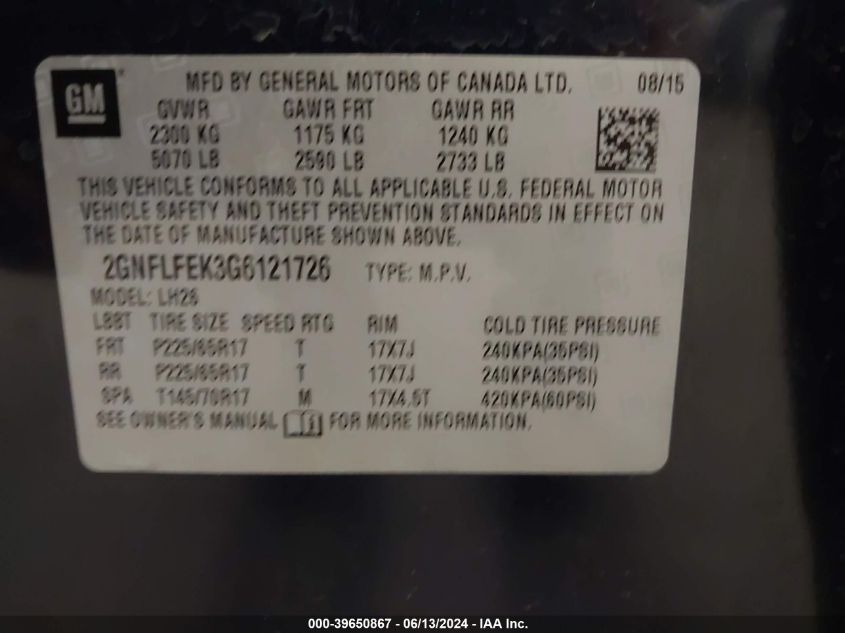 GM MFD BY GENERAL MOTORS OF CANADA LTD. 08/15
GVWR GAWR FRT GAWR RR
2300 KG 1175 KG 1240 KG
5070 LB 2590 LB 2733 LB
THIS VEHICLE CONFORMS TO ALL APPLICABLE U.S. FEDERAL MOTOR
VEHICLE SAFETY AND THEFT PREVENTION STANDARDS IN EFFECT ON
THE DATE OF MANUFACTURE SHOWN ABOVE.
2GNFLFEK3G6121726 TYPE: M.P.V.
MODEL: LH26
TIRE SIZE SPEED RTG RIM COLD TIRE PRESSURE
FRT P225/65R17 T 17X7J 240KPA(35PSI)
RR P225/65R17 T 17X7J 240KPA(35PSI)
SPA T145/70R17 M 17X4.5T 420KPA(60PSI)
SEE OWNER'S MANUAL i FOR MORE INFORMATION.
000-39650867 - 06/13/2024 - IAA Inc.